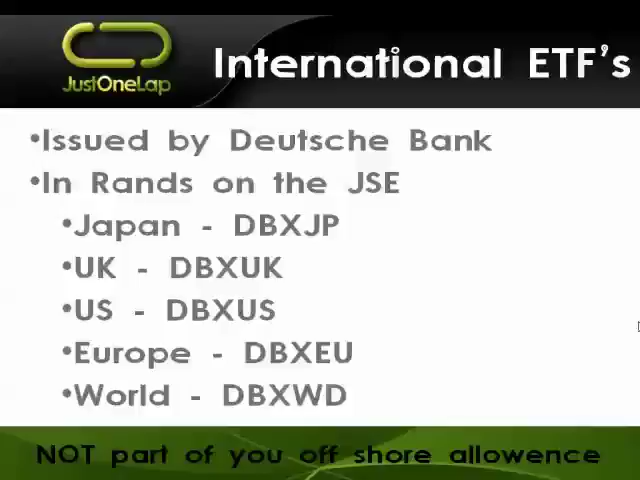 JustOneLap
International ETF's
•Issued by Deutsche Bank
•In Rands on the JSE
•Japan - DBXJP
•UK - DBXUK
•US - DBXUS
•Europe - DBXEU
•World - DBXWD
NOT part of you off shore allowence